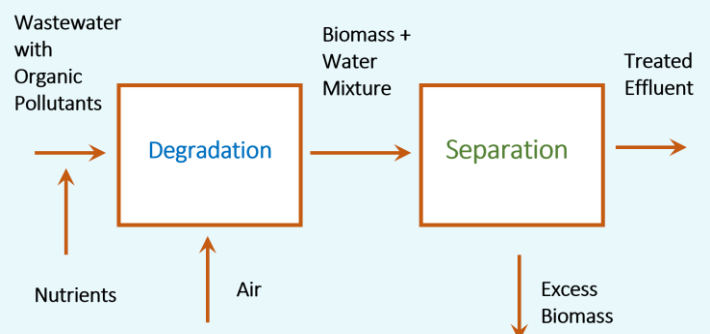 Wastewater
with
Organic
Pollutants
Biomass +
Water
Mixture
Treated
Effluent
Degradation
Separation
Nutrients
Air
Excess
Biomass